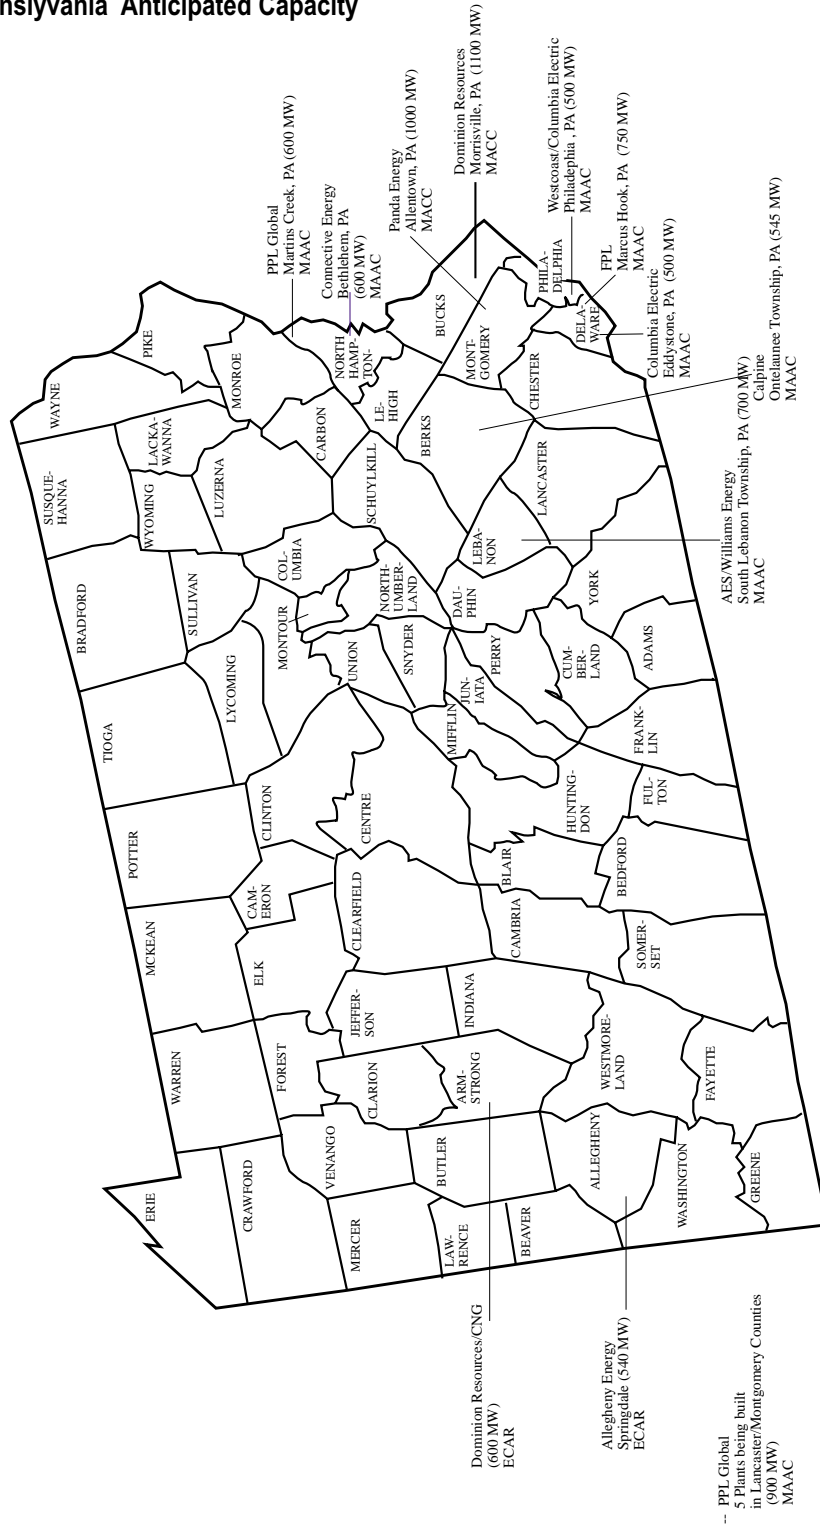 nslyvania Anticipated Capacity
PPL Global
Martins Creek, PA (600 MW)
MAAC
Connective Energy
Bethlehem, PA
(600 MW)
MAAC
Panda Energy
Allentown, PA (1000 MW)
MACC
Dominion Resources
Morrisville, PA (1100 MW)
MACC
Westcoast/Columbia Electric
Philadephia , PA (500 MW)
MAAC
FPL
Marcus Hook, PA (750 MW)
MAAC
Columbia Electric
Eddystone, PA (500 MW)
MAAC
Calpine
Ontelaunee Township, PA (545 MW)
MAAC
AES/Williams Energy
South Lebanon Township, PA (700 MW)
MAAC
WAYNE
PIKE
SUSQUE-
HANNA
LACKA-
WANNA
WYOMING
MONROE
LUZERNA
CARBON
NORTH
HAMP-
TON-
LE-
HIGH
BUCKS
MONT-
GOMERY
PHILA-
DELPHIA
DELA-
WARE
CHESTER
BERKS
SCHUYLKILL
LANCASTER
LEBA-
NON
BRADFORD
SULLIVAN
COL-
UMBIA
MONTOUR
NORTH-
UMBER-
LAND
DAU-
PHIN
YORK
TIOGA
LYCOMING
UNION
SNYDER
JUN-
IATA
PERRY
CUM-
BER-
LAND
ADAMS
MIFFLIN
FRANK-
LIN
POTTER
CLINTON
CENTRE
HUNTING-
DON
FUL-
TON
MCKEAN
CAM-
ERON
ELK
CLEARFIELD
BLAIR
BEDFORD
CAMBRIA
SOMER-
SET
WARREN
FOREST
JEFFER-
SON
INDIANA
CLARION
ARM-
STRONG
WESTMORE-
LAND
FAYETTE
ERIE
CRAWFORD
VENANGO
MERCER
BUTLER
LAW-
RENCE
BEAVER
ALLEGHENY
WASHINGTON
GREENE
Dominion Resources/CNG
(600 MW)
ECAR
Allegheny Energy
Springdale (540 MW)
ECAR
-- PPL Global
5 Plants being built
in Lancaster/Montgomery Counties
(900 MW)
MAAC